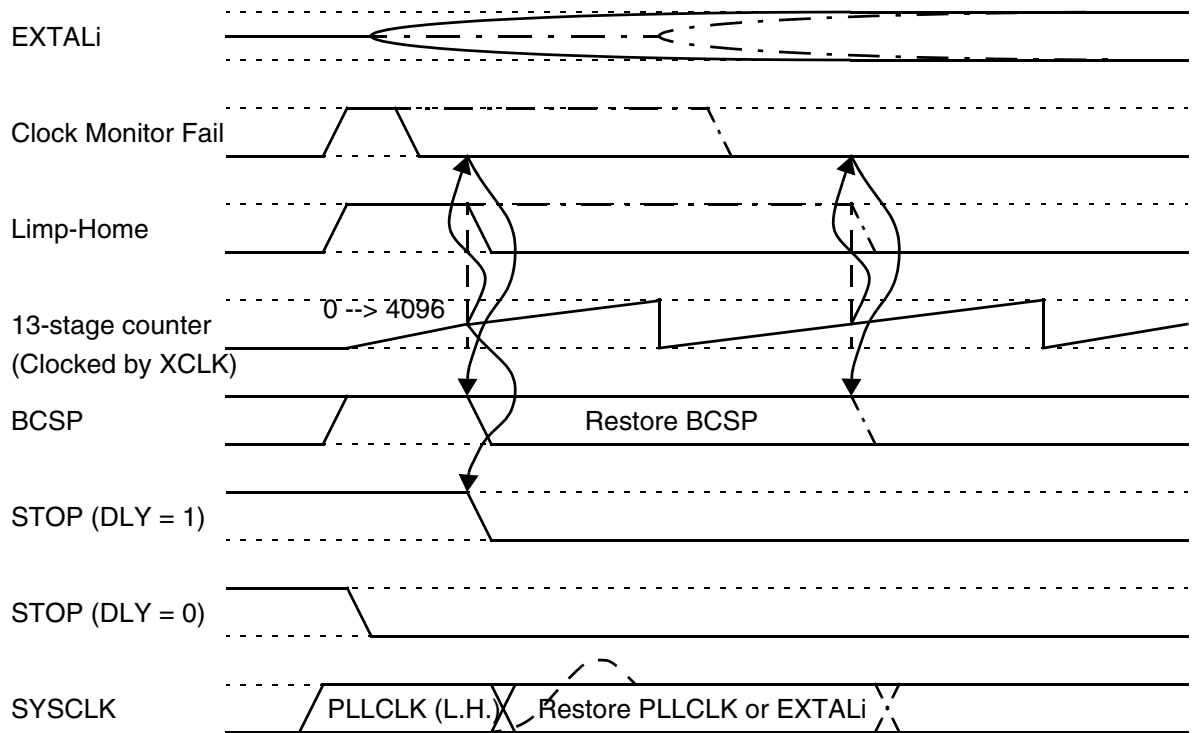 EXTALi
Clock Monitor Fail
Limp-Home
0 --> 4096
13-stage counter
(Clocked by XCLK)
BCSP
Restore BCSP
STOP (DLY = 1)
STOP (DLY = 0)
SYSCLK
PLLCLK (L.H.)
Restore PLLCLK or EXTALi